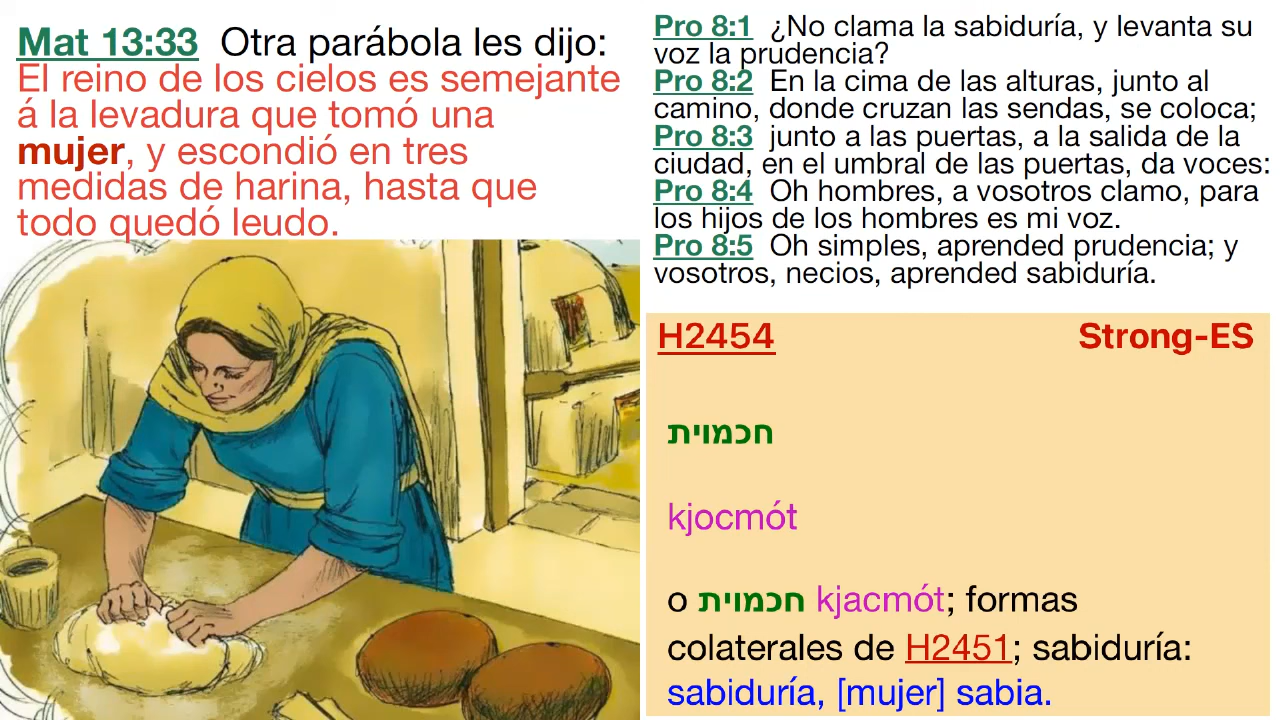 Mat 13:33 Otra parábola les dijo:
El reino de los cielos es semejante
á la levadura que tomó una
mujer, y escondió en tres
medidas de harina, hasta que
todo quedó leudo.
Pro 8:1 ¿No clama la sabiduría, y levanta su
voz la prudencia?
Pro 8:2 En la cima de las alturas, junto al
camino, donde cruzan las sendas, se coloca;
Pro 8:3 junto a las puertas, a la salida de la
ciudad, en el umbral de las puertas, da voces:
Pro 8:4 Oh hombres, a vosotros clamo, para
los hijos de los hombres es mi voz.
Pro 8:5 Oh simples, aprended prudencia; y
vosotros, necios, aprended sabiduría.
H2454 Strong-ES
חכמוית
kjocmót
o חכמוית kjacmót; formas
colaterales de H2451; sabiduría:
sabiduría, [mujer] sabia.